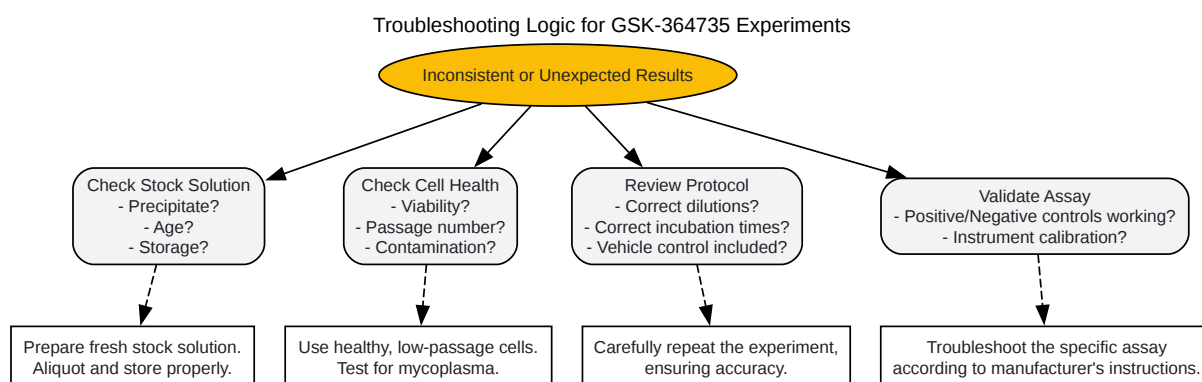 Troubleshooting Logic for GSK-364735 Experiments
Inconsistent or Unexpected Results
Check Stock Solution
- Precipitate?
- Age?
- Storage?
Check Cell Health
- Viability?
- Passage number?
- Contamination?
Review Protocol
- Correct dilutions?
- Correct incubation times?
- Vehicle control included?
Validate Assay
- Positive/Negative controls working?
- Instrument calibration?
Prepare fresh stock solution.
Aliquot and store properly.
Use healthy, low-passage cells.
Test for mycoplasma.
Carefully repeat the experiment,
ensuring accuracy.
Troubleshoot the specific assay
according to manufacturer's instructions.